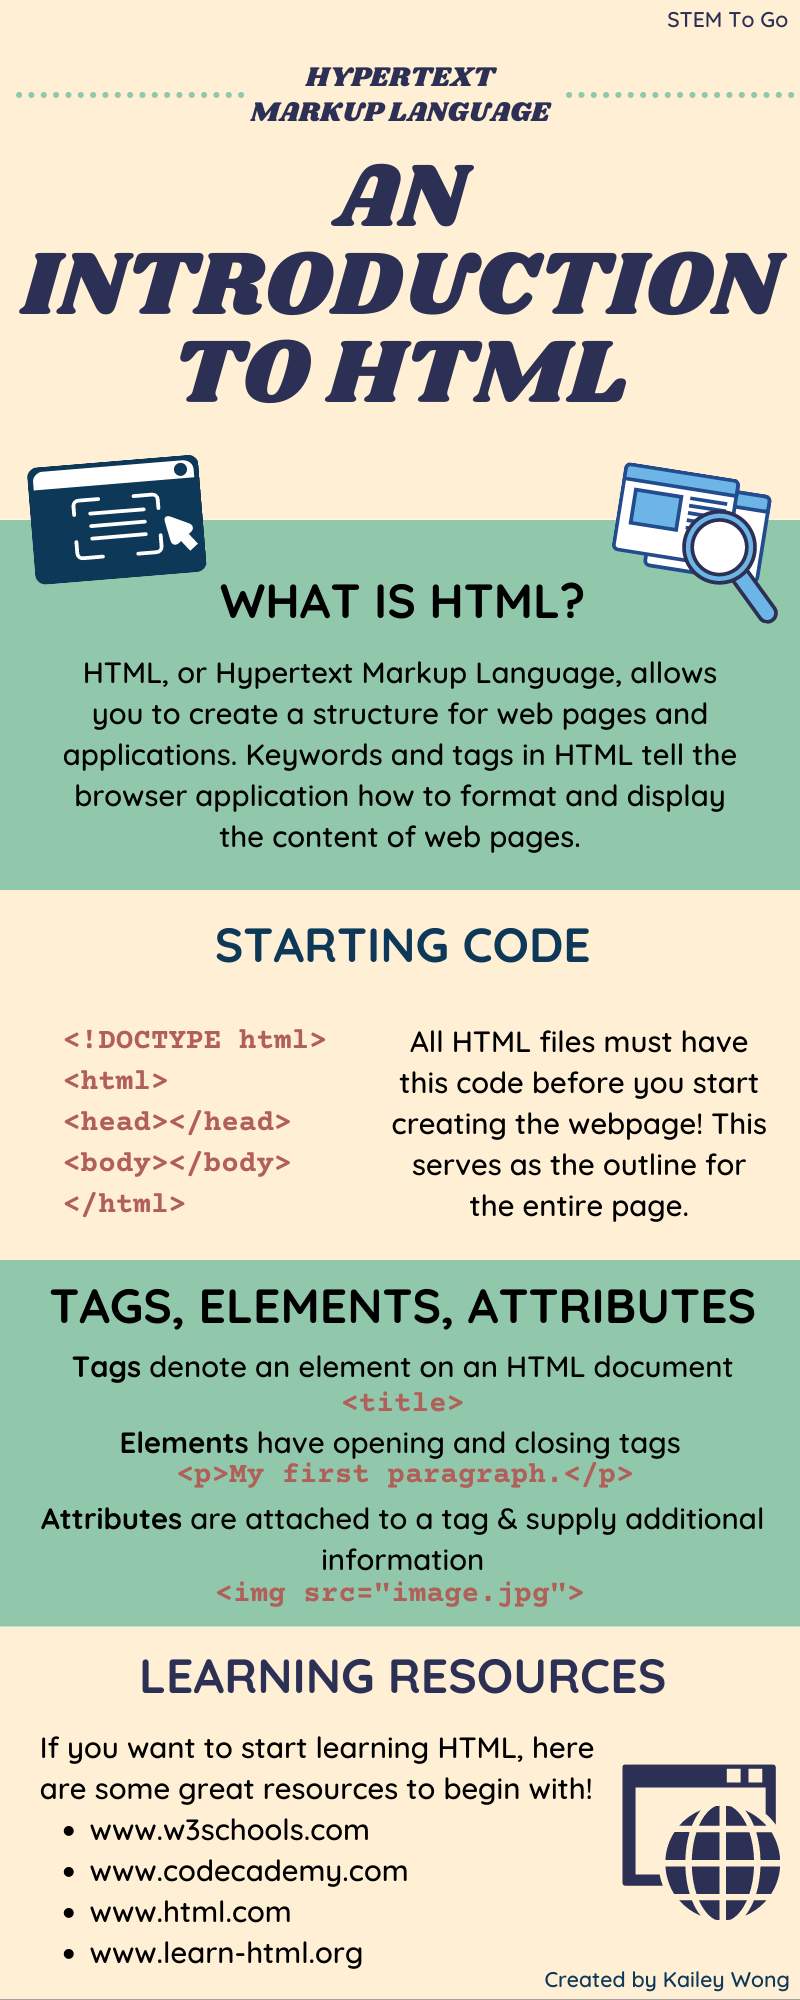 STEM To Go
HYPERTEXT
MARKUP LANGUAGE
AN
INTRODUCTION
TO HTML
WHAT IS HTML?
HTML, or Hypertext Markup Language, allows
you to create a structure for web pages and
applications. Keywords and tags in HTML tell the
browser application how to format and display
the content of web pages.
STARTING CODE
<!DOCTYPE html>
<html>
<head></head>
<body></body>
</html>
All HTML files must have
this code before you start
creating the webpage! This
serves as the outline for
the entire page.
TAGS, ELEMENTS, ATTRIBUTES
Tags denote an element on an HTML document
<title>
Elements have opening and closing tags
<p>My first paragraph.</p>
Attributes are attached to a tag & supply additional
information
<img src="image.jpg">
LEARNING RESOURCES
If you want to start learning HTML, here
are some great resources to begin with!
• www.w3schools.com
• www.codecademy.com
• www.html.com
• www.learn-html.org
Created by Kailey Wong